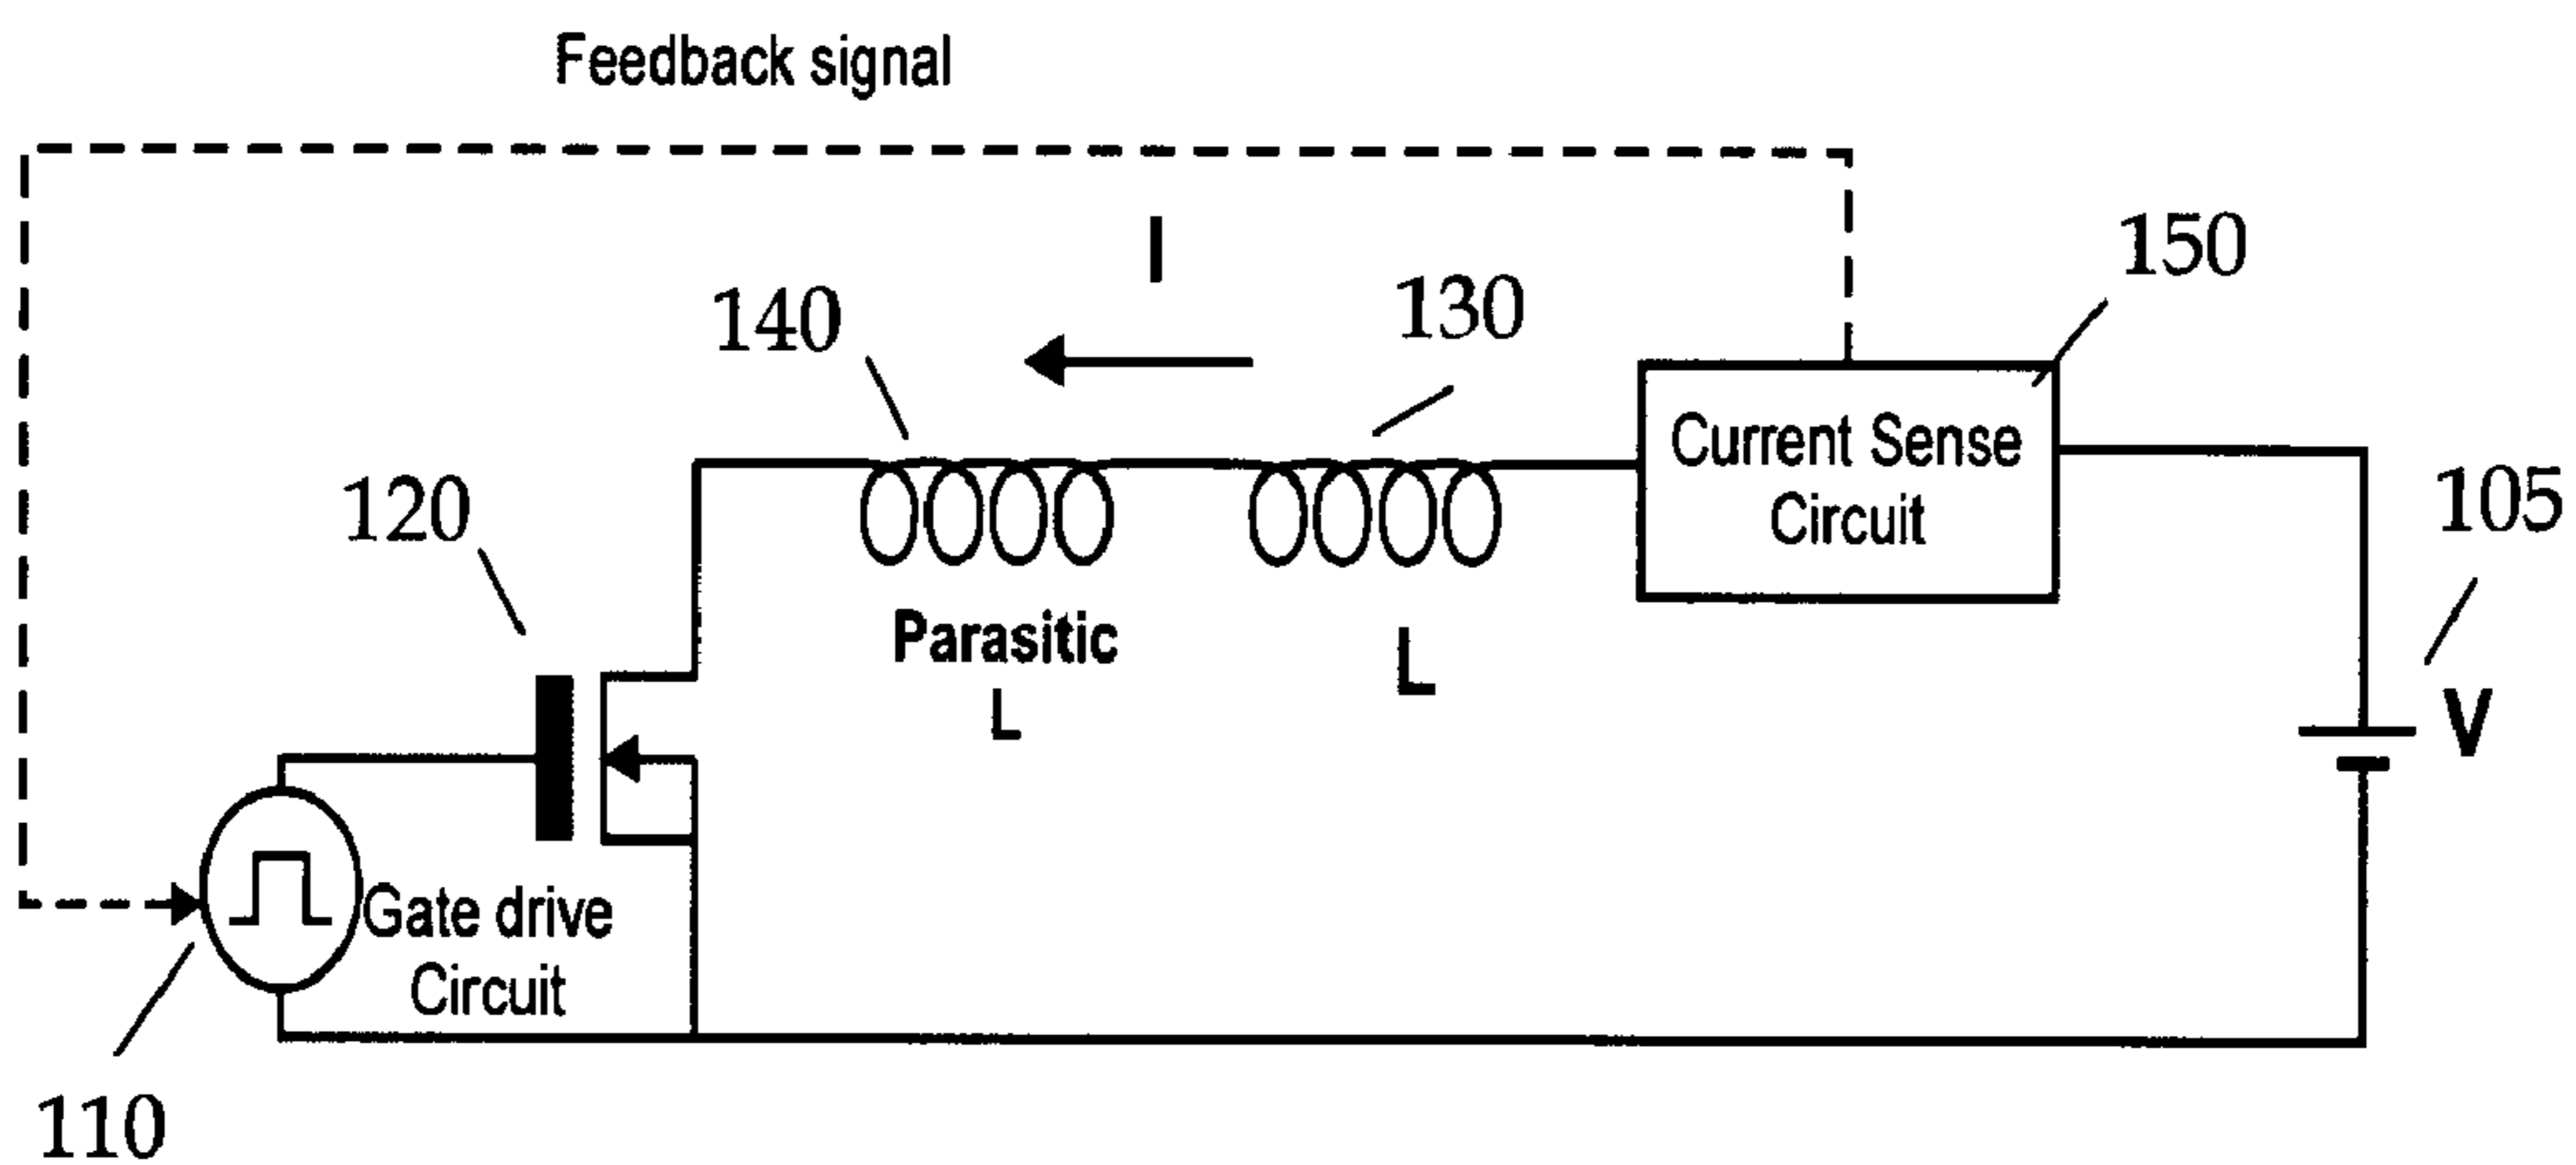 Feedback signal
I
150
140
130
Current Sense
Circuit
105
120
Parasitic
L
L
V
Gate drive
Circuit
110